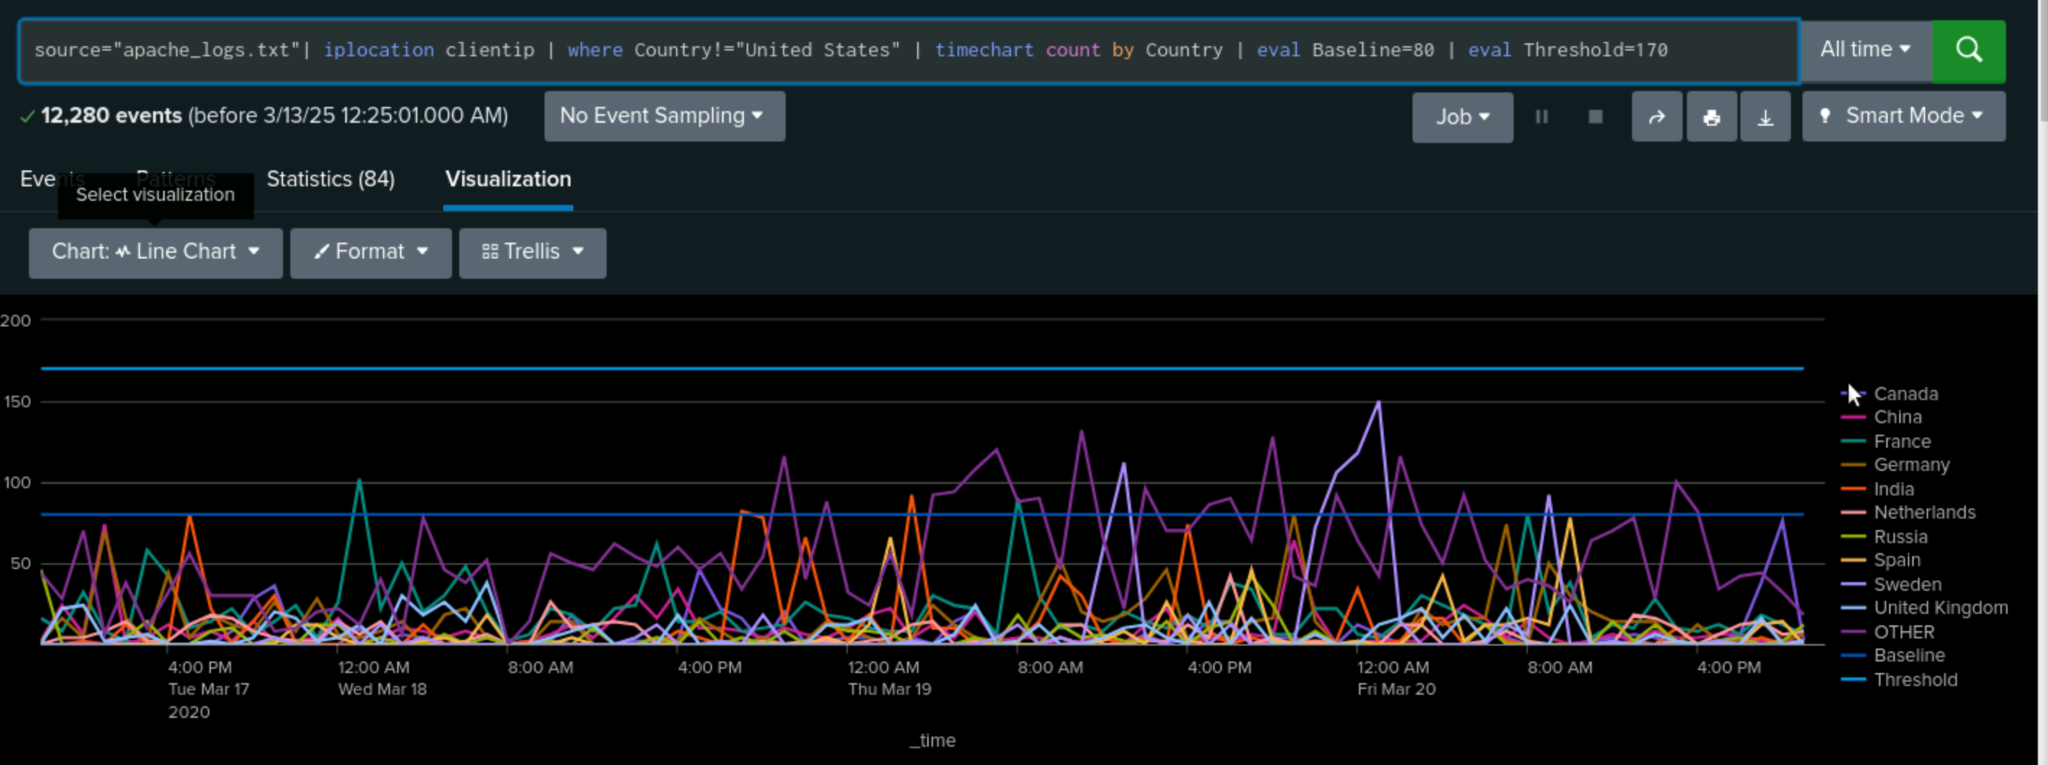 source="apache_logs.txt"| iplocation clientip | where Country!="United States" | timechart count by Country | eval Baseline=80 | eval Threshold=170
All time
12,280 events (before 3/13/25 12:25:01.000 AM)
No Event Sampling
Job
Smart Mode
Events
Patterns
Statistics (84)
Visualization
Select visualization
Chart: Line Chart
Format
Trellis
200
150
100
50
Canada
China
France
Germany
India
Netherlands
Russia
Spain
Sweden
United Kingdom
OTHER
Baseline
Threshold
4:00 PM
Tue Mar 17
2020
12:00 AM
Wed Mar 18
8:00 AM
4:00 PM
12:00 AM
Thu Mar 19
8:00 AM
4:00 PM
12:00 AM
Fri Mar 20
8:00 AM
4:00 PM
_time